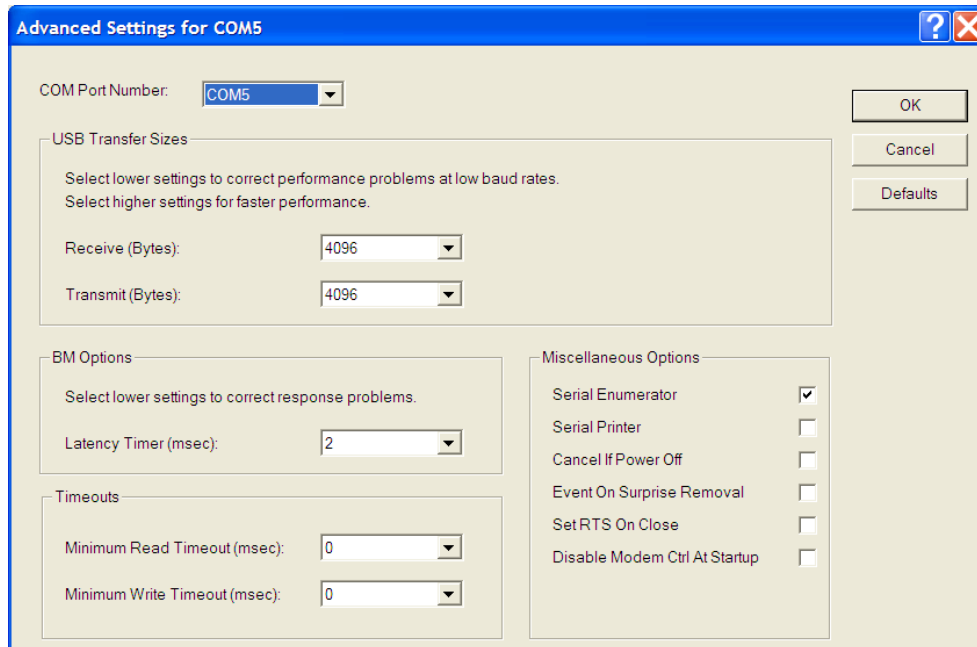 Advanced Settings for COM5
COM Port Number: COM5
OK
USB Transfer Sizes
Cancel
Select lower settings to correct performance problems at low baud rates.
Defaults
Select higher settings for faster performance.
Receive (Bytes): 4096
Transmit (Bytes): 4096
BM Options
Select lower settings to correct response problems.
Latency Timer (msec): 2
Timeouts
Minimum Read Timeout (msec): 0
Minimum Write Timeout (msec): 0
Miscellaneous Options
Serial Enumerator
Serial Printer
Cancel If Power Off
Event On Surprise Removal
Set RTS On Close
Disable Modem Ctrl At Startup